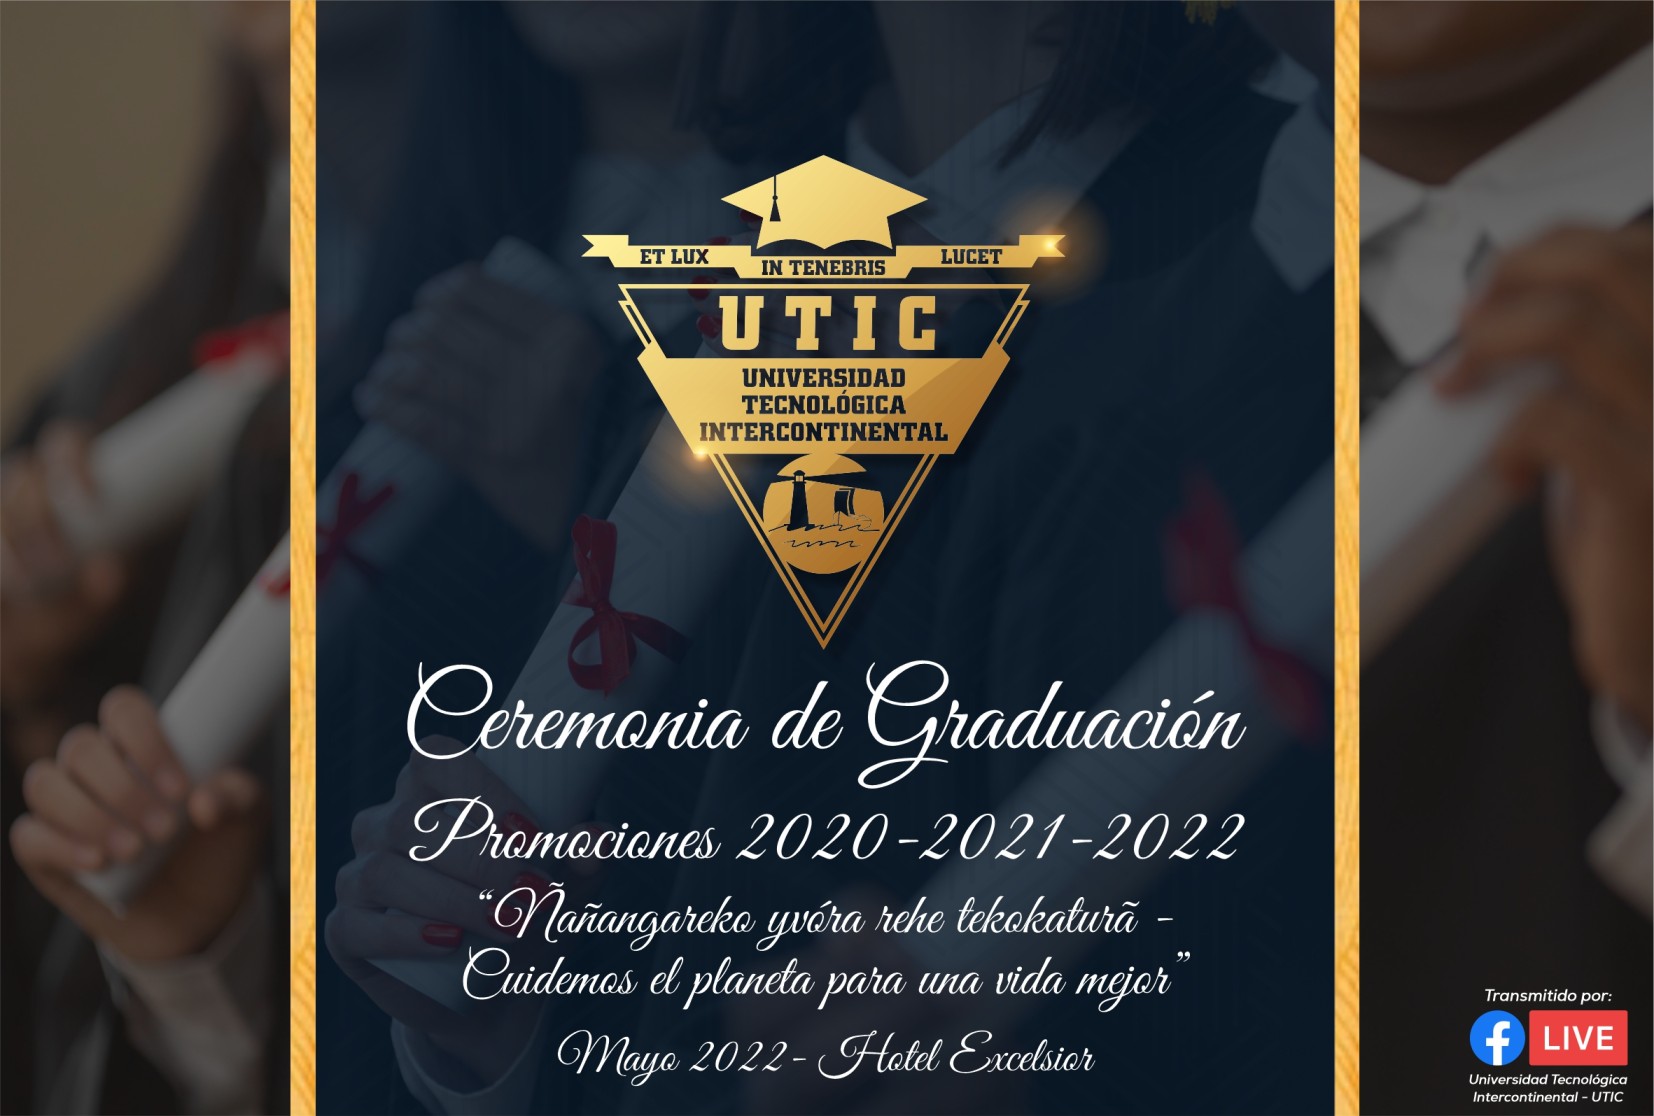 ET LUX IN TENEBRIS LUCET
UTIC
UNIVERSIDAD
TECNOLÓGICA
INTERCONTINENTAL
Ceremonia de Graduación
Promociones 2020-2021-2022
“Ñañangareko yvóra rehe tekokaturã -
Cuidemos el planeta para una vida mejor”
Mayo 2022- Hotel Excelsior
Transmitido por:
f LIVE
Universidad Tecnológica
Intercontinental - UTIC